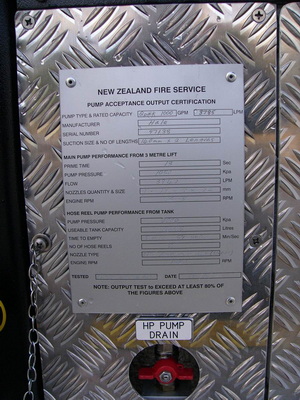 NEW ZEALAND FIRE SERVICE
PUMP ACCEPTANCE OUTPUT CERTIFICATION
PUMP TYPE & RATED CAPACITY 1000 GPM LPM
MANUFACTURER
SERIAL NUMBER
SUCTION SIZE & NO OF LENGTHS
MAIN PUMP PERFORMANCE FROM 3 METRE LIFT
PRIME TIME Sec
PUMP PRESSURE Kpa
FLOW LPM
NOZZLES QUANTITY & SIZE mm
ENGINE RPM RPM
HOSE REEL PUMP PERFORMANCE FROM TANK
PUMP PRESSURE Kpa
USEABLE TANK CAPACITY Litres
TIME TO EMPTY Min/Sec
NO OF HOSE REELS
NOZZLE TYPE
ENGINE RPM RPM
TESTED DATE
NOTE: OUTPUT TEST to EXCEED AT LEAST 80% OF
THE FIGURES ABOVE
HP PUMP
DRAIN